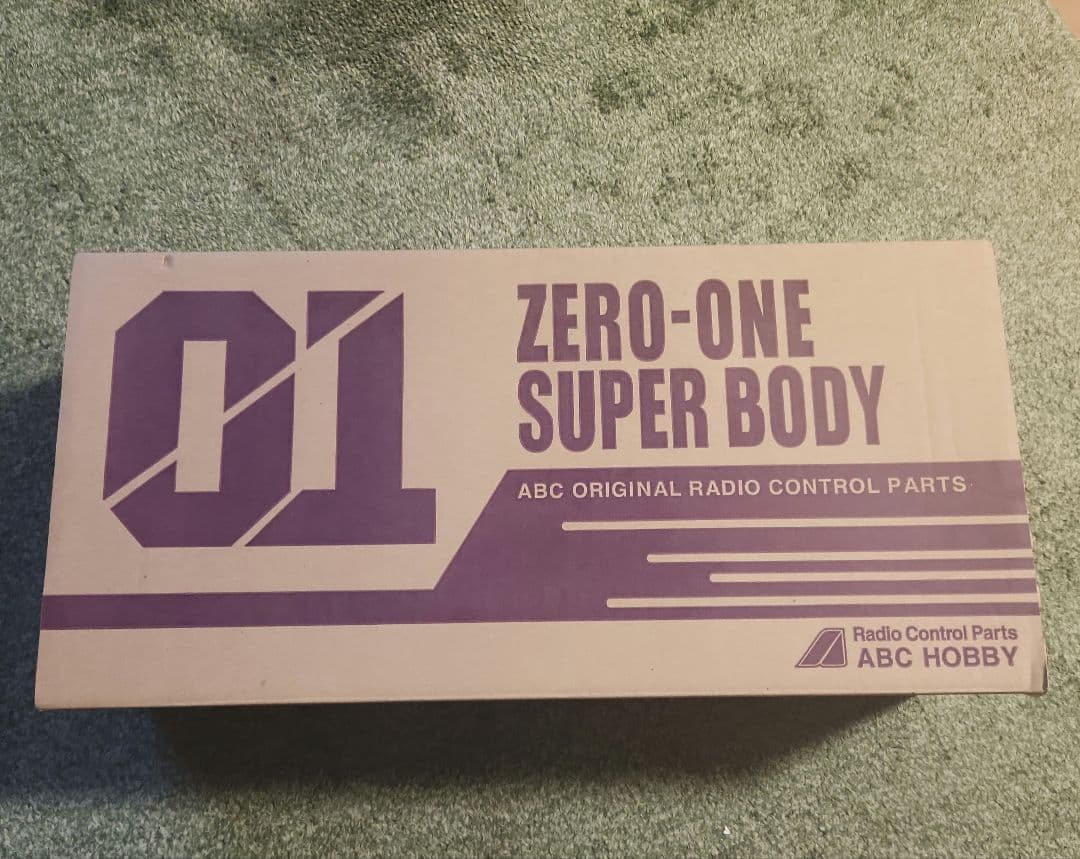 01
ZERO-ONE
SUPER BODY
ABC ORIGINAL RADIO CONTROL PARTS
Radio Control Parts
ABC HOBBY